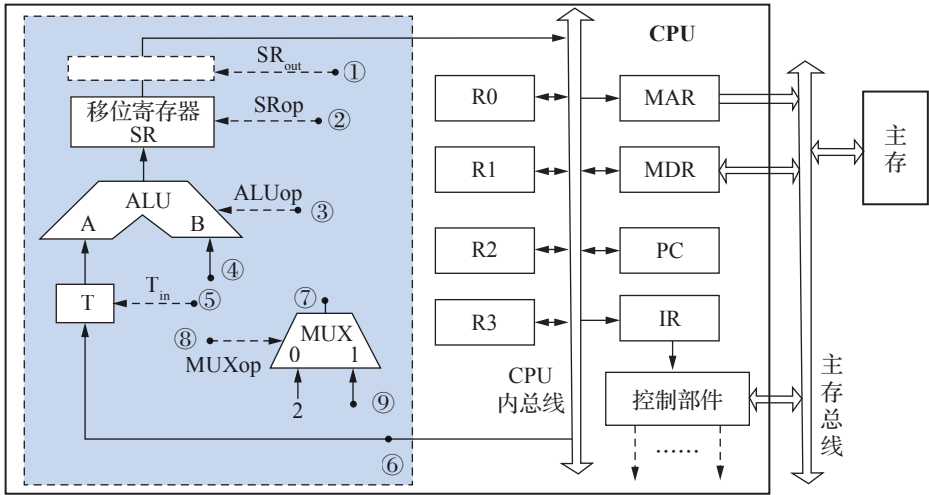 CPU
SRout
①
移位寄存器
SR
SRop
②
R0
MAR
主存
ALU
A
B
ALUop
③
R1
MDR
④
R2
PC
T
Tin
⑤
⑦
⑧
MUXop
MUX
0
1
2
⑨
R3
IR
CPU
内总线
控制部件
……
主存总线
⑥